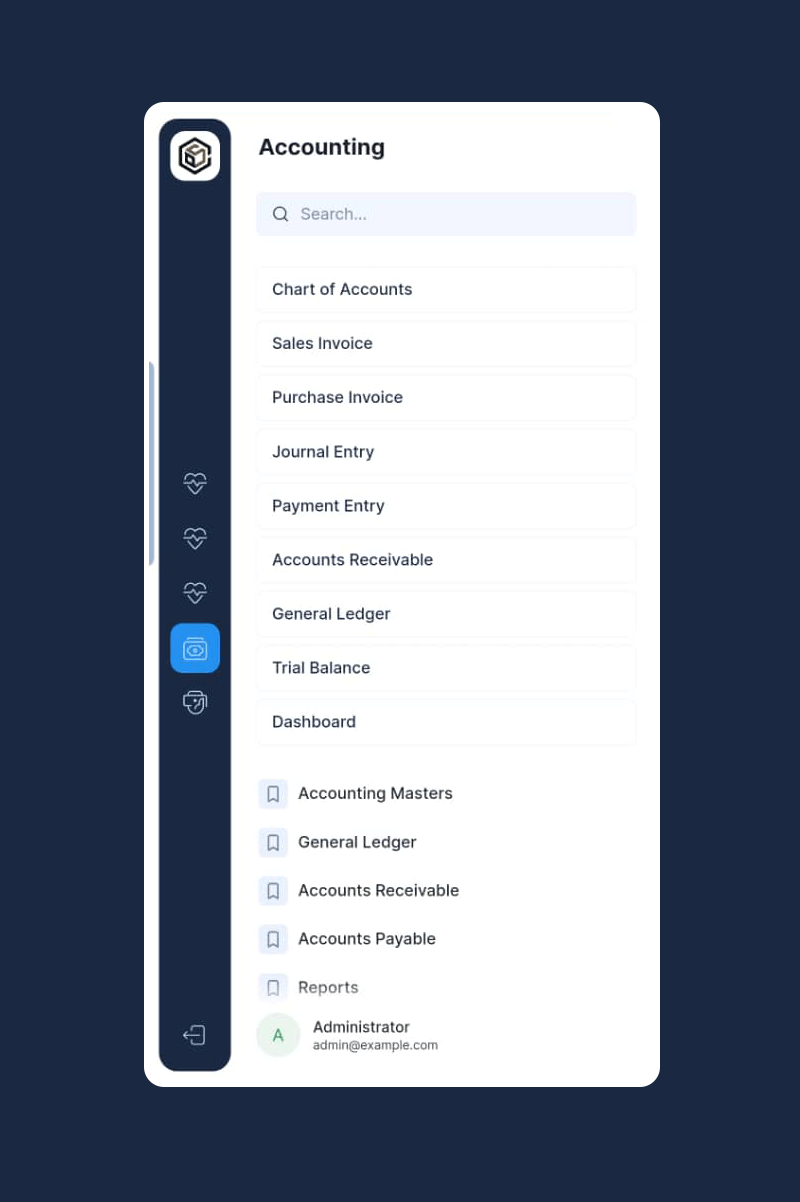 Accounting
Search...
Chart of Accounts
Sales Invoice
Purchase Invoice
Journal Entry
Payment Entry
Accounts Receivable
General Ledger
Trial Balance
Dashboard
Accounting Masters
General Ledger
Accounts Receivable
Accounts Payable
Reports
A
Administrator
admin@example.com